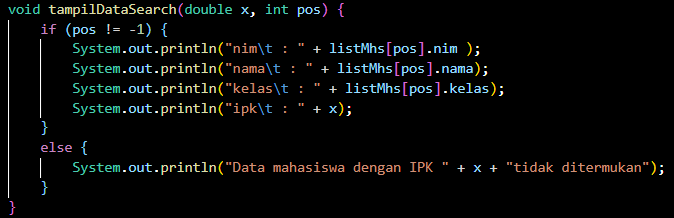 void tampilDataSearch(double x, int pos) {
    if (pos != -1) {
        System.out.println("nim\t : " + listMhs[pos].nim );
        System.out.println("nama\t : " + listMhs[pos].nama);
        System.out.println("kelas\t : " + listMhs[pos].kelas);
        System.out.println("ipk\t : " + x);
    }
    else {
        System.out.println("Data mahasiswa dengan IPK " + x + "tidak ditermukan");
    }
}